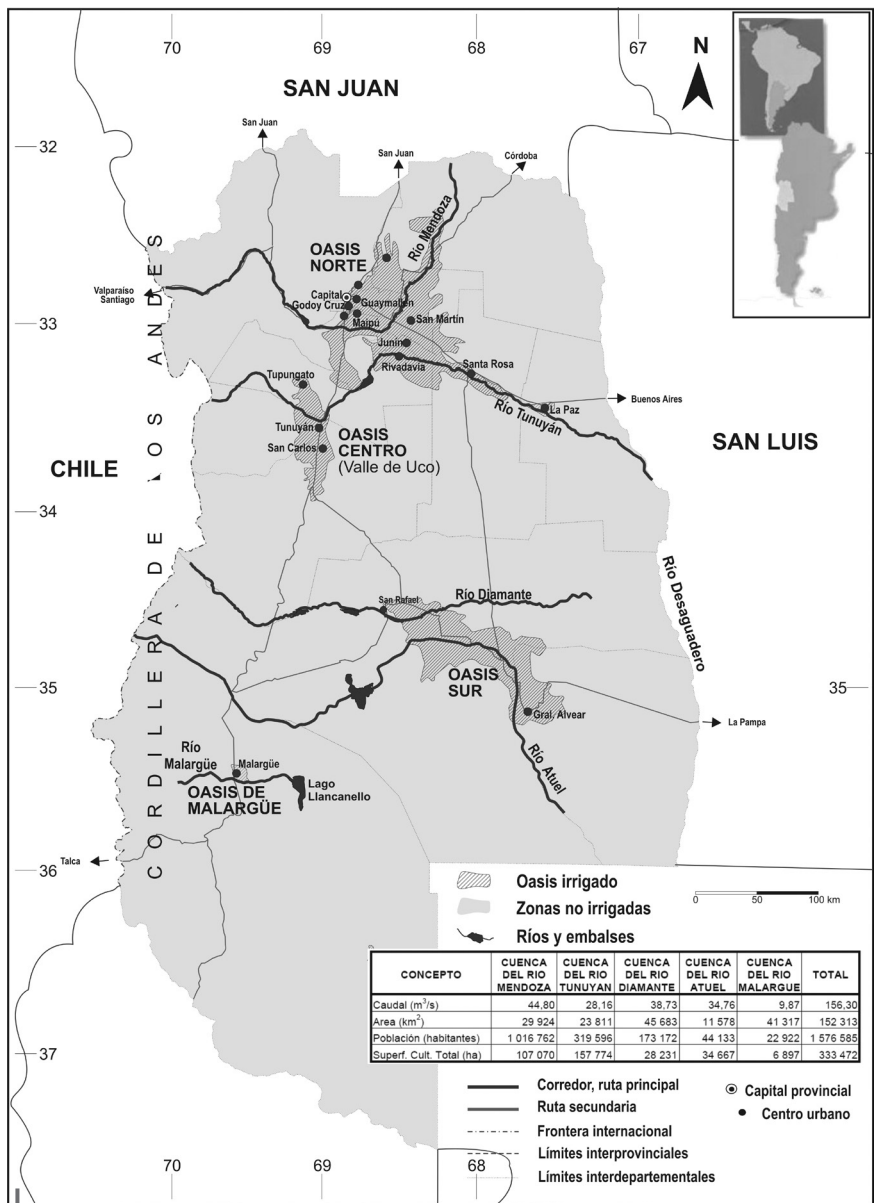 70
69
68
67
N
SAN JUAN
San Juan
San Juan
Córdoba
32
Río Mendoza
OASIS
NORTE
Valparaíso
Santiago
Capital
Guaymallén
Godoy Cruz
Maipú
San Martín
33
Junín
Rivadavia
Santa Rosa
Tupungato
Buenos Aires
La Paz
Río Tunuyán
Tunuyán
San Carlos
OASIS
CENTRO
(Valle de Uco)
SAN LUIS
CHILE
CORDILLERA DE LOS ANDES
34
Río Diamante
San Rafael
Río Desaguadero
OASIS
SUR
35
35
Gral. Alvear
La Pampa
Río
Malargüe
Malargüe
Río Atuel
Lago
Llancanello
OASIS DE
MALARGÜE
Talca
36
Oasis irrigado
Zonas no irrigadas
Ríos y embalses
0 50 100 km
CONCEPTO CUENCA DEL RIO MENDOZA CUENCA DEL RIO TUNUYAN CUENCA DEL RIO DIAMANTE CUENCA DEL RIO ATUEL CUENCA DEL RIO MALARGUE TOTAL
Caudal (m³/s) 44,80 28,16 38,73 34,76 9,87 156,30
Area (km²) 29 924 23 811 45 683 11 578 41 317 152 313
Población (habitantes) 1 016 762 319 596 173 172 44 133 22 922 1 576 585
Superf. Cult. Total (ha) 107 070 157 774 28 231 34 667 6 897 333 472
37
Corredor, ruta principal
Ruta secundaria
Frontera internacional
Límites interprovinciales
Límites interdepartementales
Capital provincial
Centro urbano
70
69
68